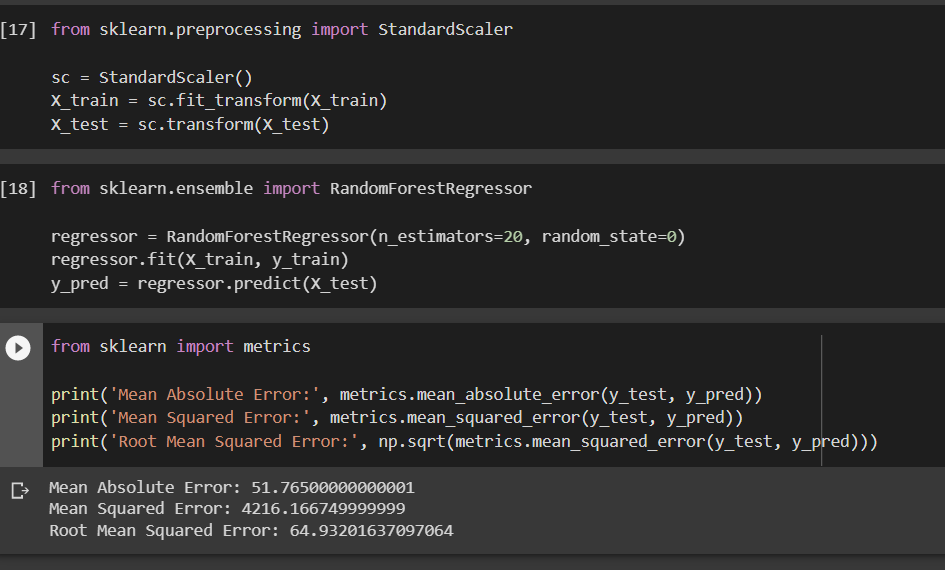 [17] from sklearn.preprocessing import StandardScaler
sc = StandardScaler()
X_train = sc.fit_transform(X_train)
X_test = sc.transform(X_test)
[18] from sklearn.ensemble import RandomForestRegressor
regressor = RandomForestRegressor(n_estimators=20, random_state=0)
regressor.fit(X_train, y_train)
y_pred = regressor.predict(X_test)
from sklearn import metrics
print('Mean Absolute Error:', metrics.mean_absolute_error(y_test, y_pred))
print('Mean Squared Error:', metrics.mean_squared_error(y_test, y_pred))
print('Root Mean Squared Error:', np.sqrt(metrics.mean_squared_error(y_test, y_pred)))
Mean Absolute Error: 51.76500000000001
Mean Squared Error: 4216.166749999999
Root Mean Squared Error: 64.93201637097064